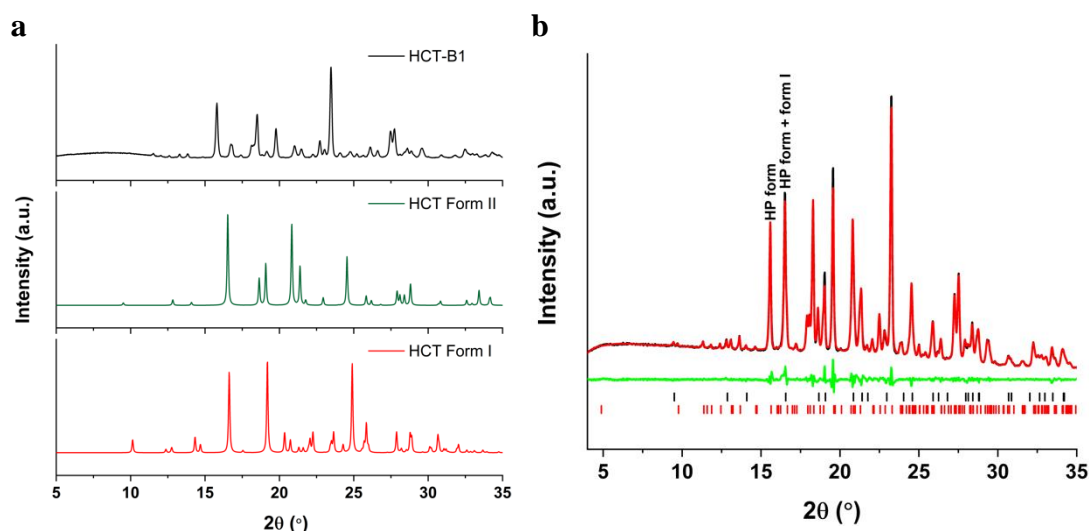 a
HCT-B1
HCT Form II
HCT Form I
Intensity (a.u.)
5 10 15 20 25 30 35
2θ (°)
b
HP form
HP form + form I
Intensity (a.u.)
5 10 15 20 25 30 35
2θ (°)